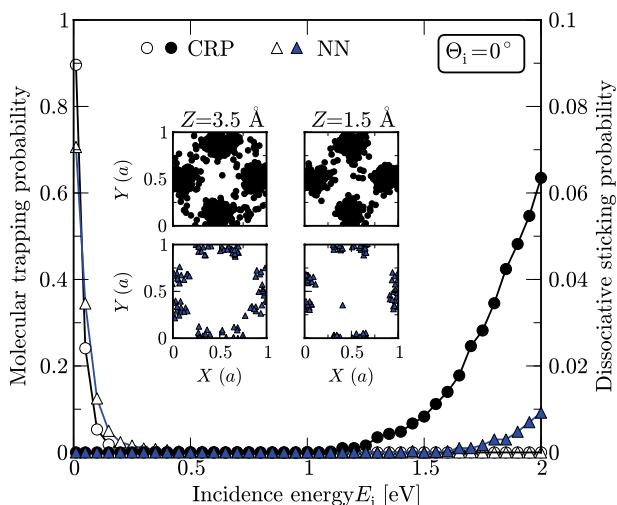 CRP NN
Θi=0°
Molecular trapping probability
Dissociative sticking probability
1
0.8
0.6
0.4
0.2
0
0.1
0.08
0.06
0.04
0.02
0
Z=3.5 Å Z=1.5 Å
Y (a)
1
0.5
0
Y (a)
1
0.5
0
0 0.5 1 0 0.5 1
X (a) X (a)
0 0.5 1 1.5 2
Incidence energyEi [eV]